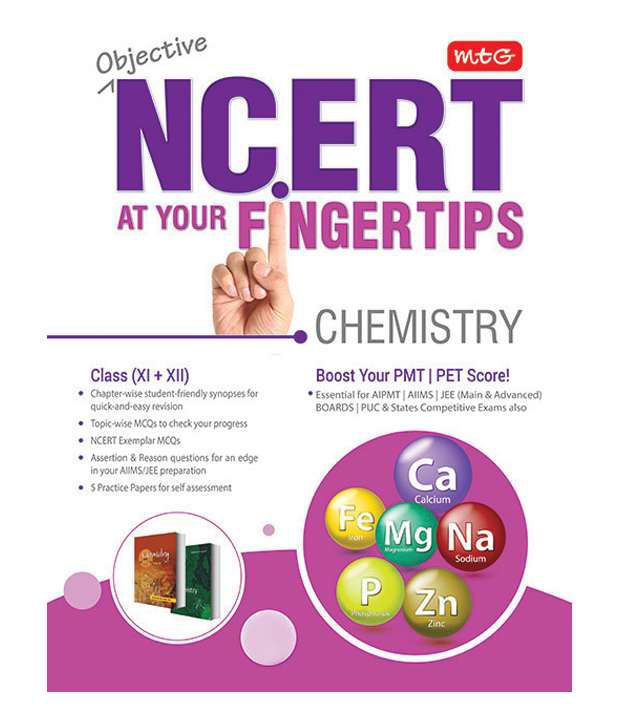 Objective
mtG
NCERT
AT YOUR FINGERTIPS
CHEMISTRY
Class (XI + XII)
• Chapter-wise student-friendly synopses for
quick-and-easy revision
• Topic-wise MCQs to check your progress
• NCERT Exemplar MCQs
• Assertion & Reason questions for an edge
in your AIIMS/JEE preparation
• 5 Practice Papers for self assessment
Boost Your PMT | PET Score!
• Essential for AIPMT | AIIMS | JEE (Main & Advanced)
BOARDS | PUC & States Competitive Exams also
Ca
Calcium
Fe
Iron
Mg
Magnesium
Na
Sodium
P
Phosphorus
Zn
Zinc